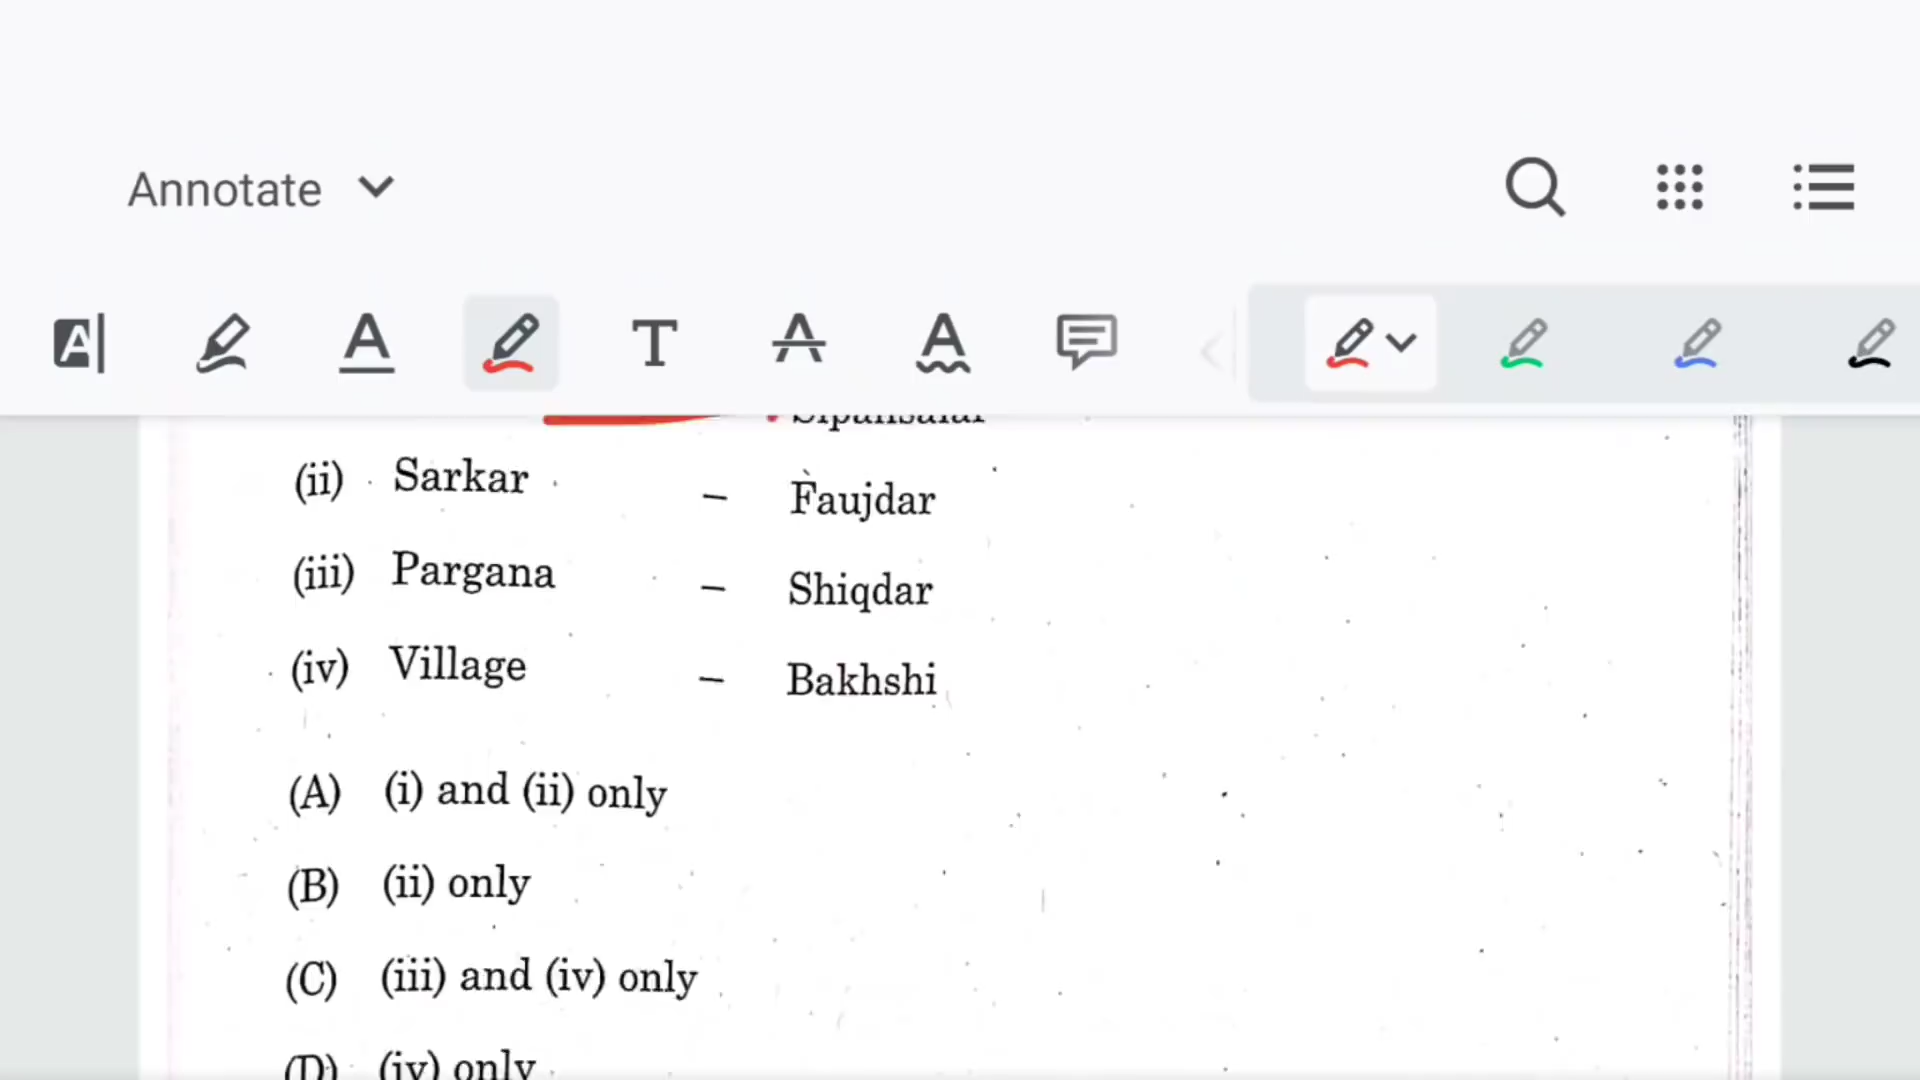 Annotate
Sipahsalar
(ii) Sarkar – Faujdar
(iii) Pargana – Shiqdar
(iv) Village – Bakhshi
(A) (i) and (ii) only
(B) (ii) only
(C) (iii) and (iv) only
(D) (iv) only